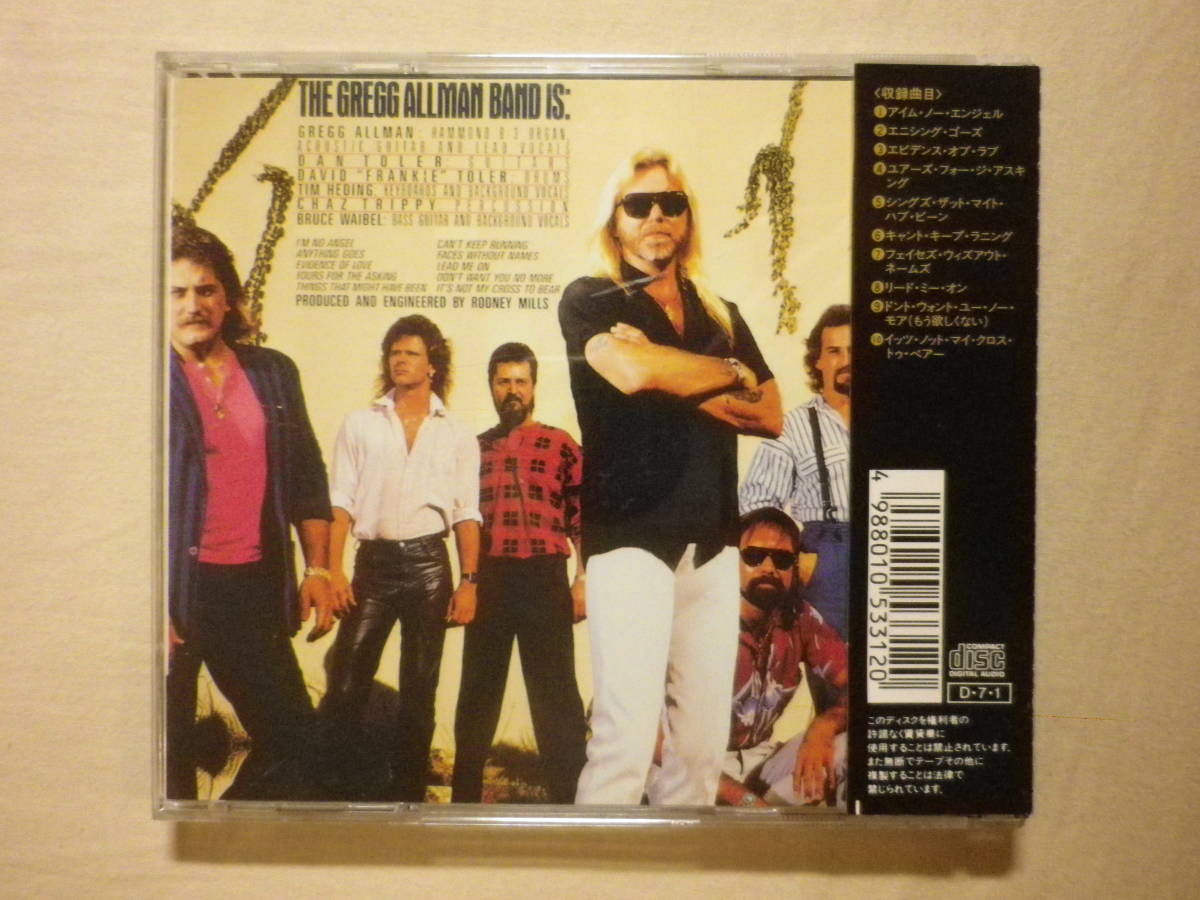 THE GREGG ALLMAN BAND IS:
GREGG ALLMAN: HAMMOND B-3 ORGAN,
ACOUSTIC GUITAR AND LEAD VOCALS
DAN TOLER: GUITARS
DAVID "FRANKIE" TOLER: DRUMS
TIM HEDING: KEYBOARDS AND BACKGROUND VOCALS
CHAZ TRIPPY: PERCUSSION
BRUCE WAIBEL: BASS GUITAR AND BACKGROUND VOCALS
I'M NO ANGEL
ANYTHING GOES
EVIDENCE OF LOVE
YOURS FOR THE ASKING
THINGS THAT MIGHT HAVE BEEN
CAN'T KEEP RUNNING
FACES WITHOUT NAMES
LEAD ME ON
DON'T WANT YOU NO MORE
IT'S NOT MY CROSS TO BEAR
PRODUCED AND ENGINEERED BY RODNEY MILLS
〈収録曲目〉
①アイム・ノー・エンジェル
②エニシング・ゴーズ
③エビデンス・オブ・ラブ
④ユアーズ・フォー・ジ・アスキ
ング
⑤シングズ・ザット・マイト・
ハブ・ビーン
⑥キャント・キープ・ラニング
⑦フェイセズ・ウィズアウト・
ネームズ
⑧リード・ミー・オン
⑨ドント・ウォント・ユー・ノー・
モア(もう欲しくない)
⑩イッツ・ノット・マイ・クロス・
トゥ・ベアー
4 988010 533120
COMPACT
disc
DIGITAL AUDIO
D・7・1
このディスクを権利者の
許諾なく賃貸業に
使用することは禁止されています。
また無断でテープその他に
複製することは法律で
禁じられています。